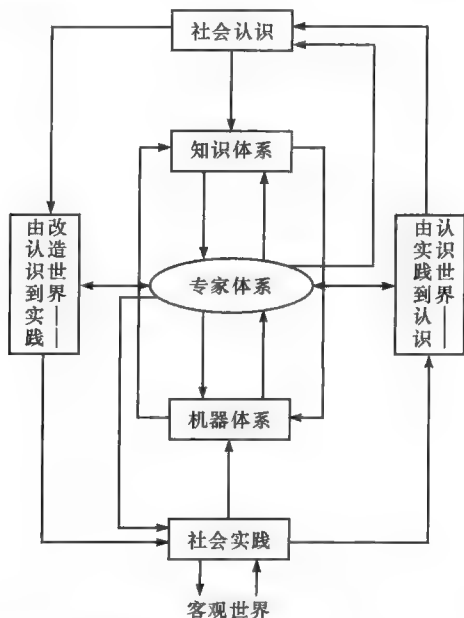 社会认识
知识体系
改造世界——
由认识到实践
专家体系
认识世界——
由实践到认识
机器体系
社会实践
客观世界